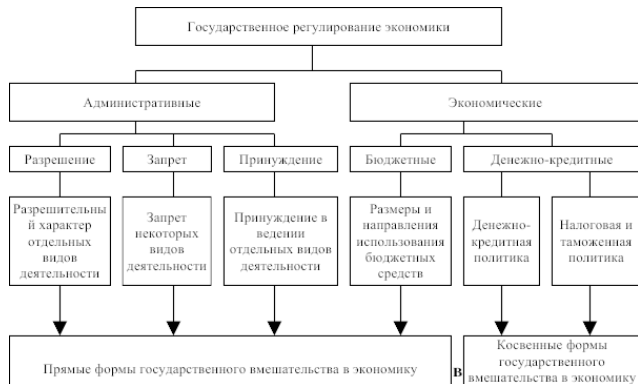 Государственное регулирование экономики
Административные
Экономические
Разрешение
Запрет
Принуждение
Бюджетные
Денежно-кредитные
Разрешительны
й характер
отдельных
видов
деятельности
Запрет
некоторых
видов
деятельности
Принуждение в
ведении
отдельных видов
деятельности
Размеры и
направления
использования
бюджетных
средств
Денежно-
кредитная
политика
Налоговая и
таможенная
политика
Прямые формы государственного вмешательства в экономику
В
Косвенные формы
государственного
вмешательства в экономику